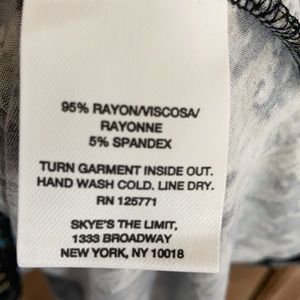 95% RAYON/VISCOSA/
RAYONNE
5% SPANDEX
TURN GARMENT INSIDE OUT.
HAND WASH COLD. LINE DRY.
RN 125771
SKYE'S THE LIMIT,
1333 BROADWAY
NEW YORK, NY 10018